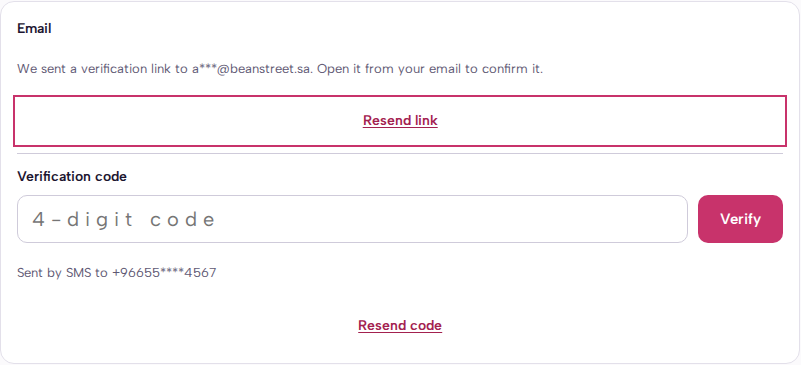 Email
We sent a verification link to a***@beanstreet.sa. Open it from your email to confirm it.
Resend link
Verification code
4-digit code
Verify
Sent by SMS to +96655****4567
Resend code